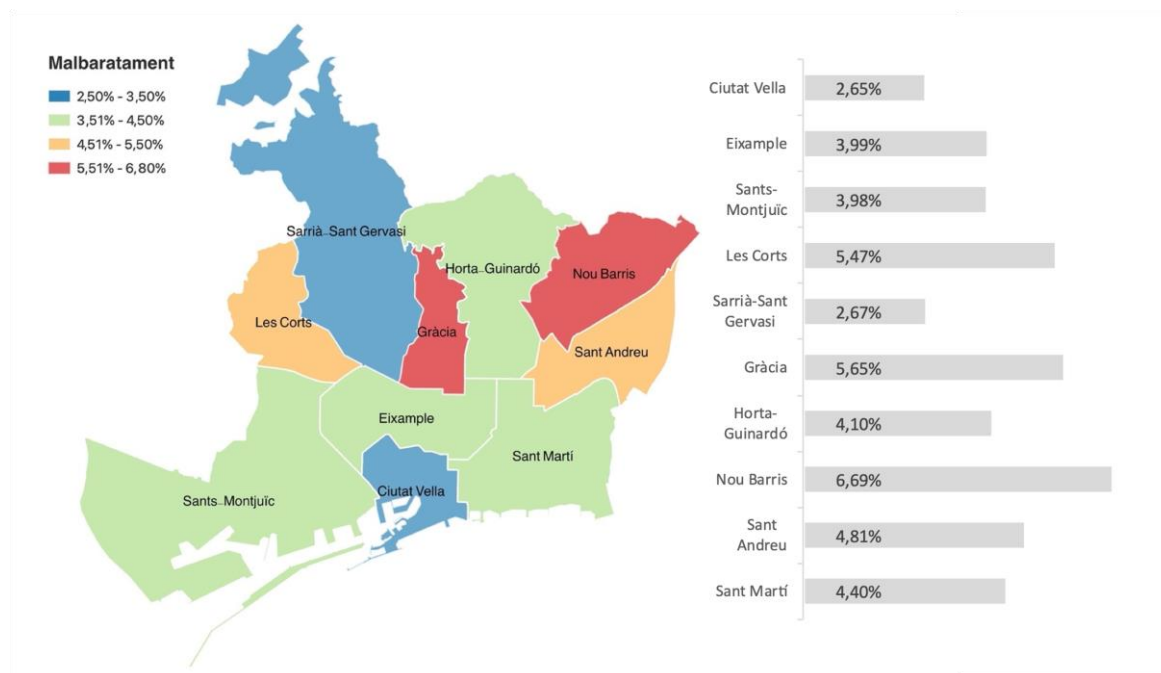 Malbaratament
2,50% - 3,50%
3,51% - 4,50%
4,51% - 5,50%
5,51% - 6,80%
Sarrià-Sant Gervasi
Horta-Guinardó
Nou Barris
Les Corts
Gràcia
Sant Andreu
Eixample
Sant Martí
Ciutat Vella
Sants-Montjuïc
Ciutat Vella
2,65%
Eixample
3,99%
Sants-
Montjuïc
3,98%
Les Corts
5,47%
Sarrià-Sant
Gervasi
2,67%
Gràcia
5,65%
Horta-
Guinardó
4,10%
Nou Barris
6,69%
Sant
Andreu
4,81%
Sant Martí
4,40%